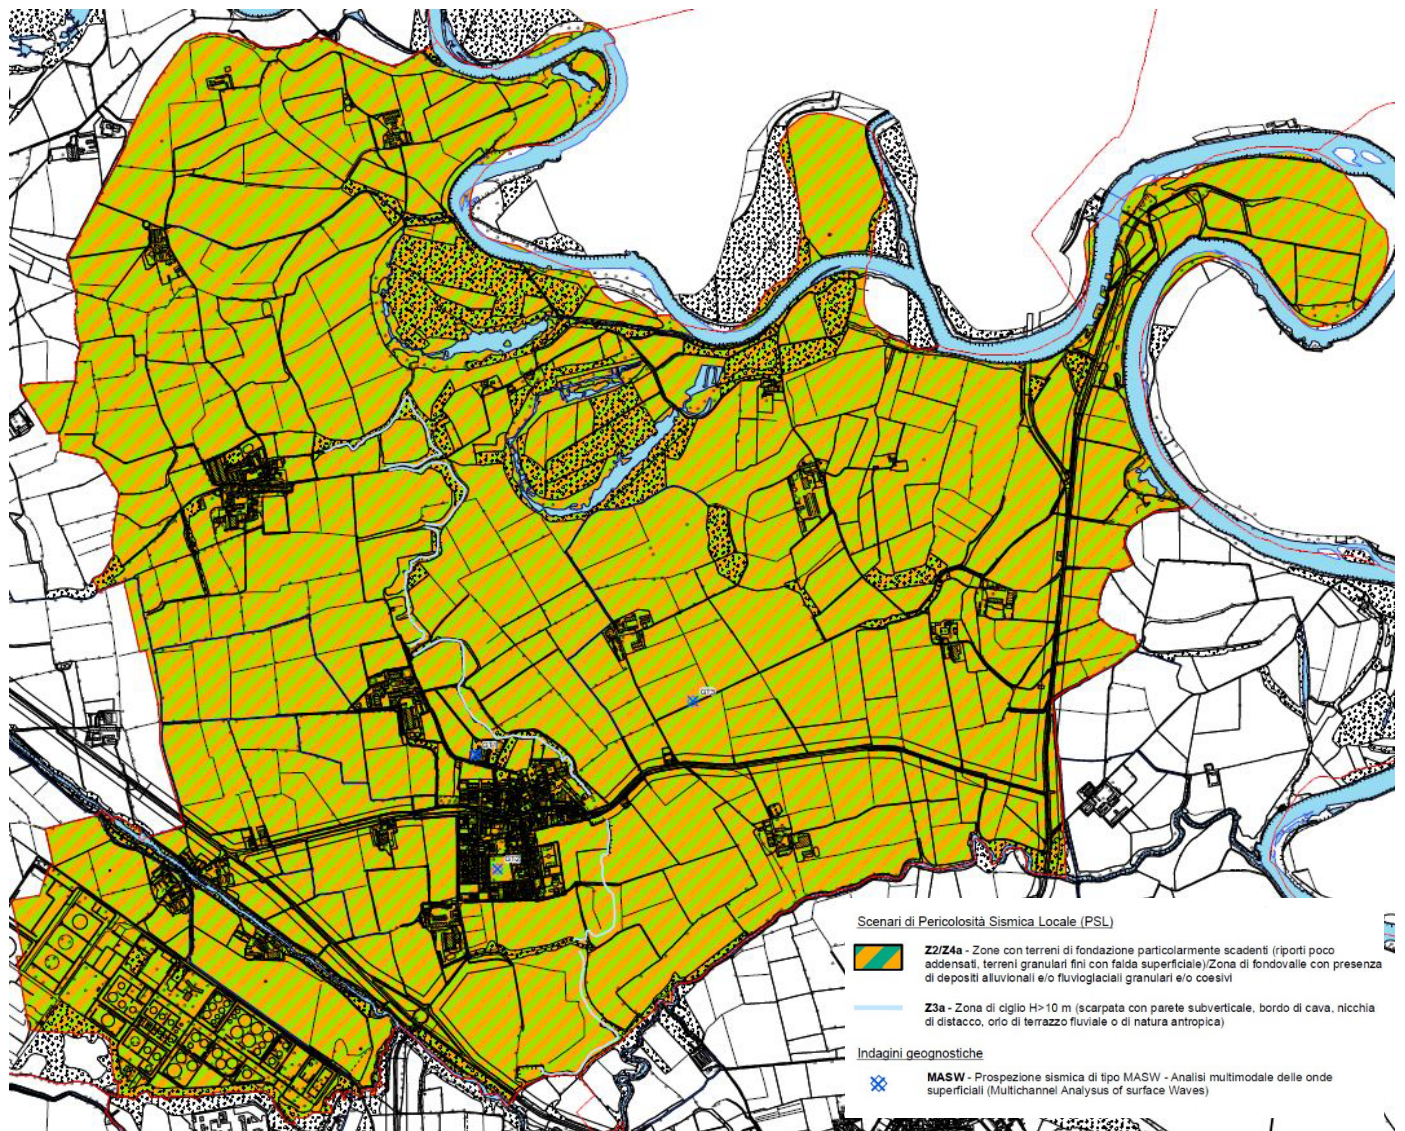 GT3
GT1
GT2
Scenari di Pericolosità Sismica Locale (PSL)
Z2/Z4a - Zone con terreni di fondazione particolarmente scadenti (riporti poco
addensati, terreni granulari fini con falda superficiale)/Zona di fondovalle con presenza
di depositi alluvionali e/o fluvioglaciali granulari e/o coesivi
Z3a - Zona di ciglio H>10 m (scarpata con parete subverticale, bordo di cava, nicchia
di distacco, orlo di terrazzo fluviale o di natura antropica)
Indagini geognostiche
MASW - Prospezione sismica di tipo MASW - Analisi multimodale delle onde
superficiali (Multichannel Analysus of surface Waves)